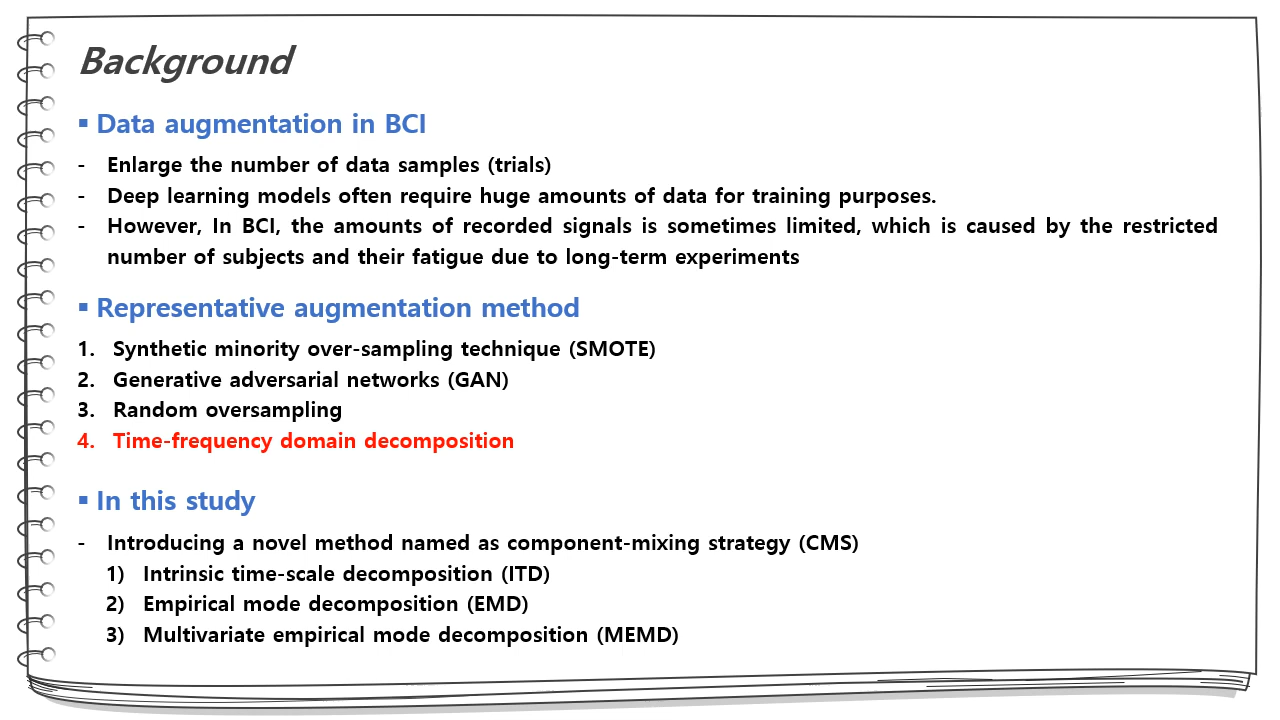 Background
▪ Data augmentation in BCI
- Enlarge the number of data samples (trials)
- Deep learning models often require huge amounts of data for training purposes.
- However, In BCI, the amounts of recorded signals is sometimes limited, which is caused by the restricted
number of subjects and their fatigue due to long-term experiments
▪ Representative augmentation method
1. Synthetic minority over-sampling technique (SMOTE)
2. Generative adversarial networks (GAN)
3. Random oversampling
4. Time-frequency domain decomposition
▪ In this study
- Introducing a novel method named as component-mixing strategy (CMS)
1) Intrinsic time-scale decomposition (ITD)
2) Empirical mode decomposition (EMD)
3) Multivariate empirical mode decomposition (MEMD)